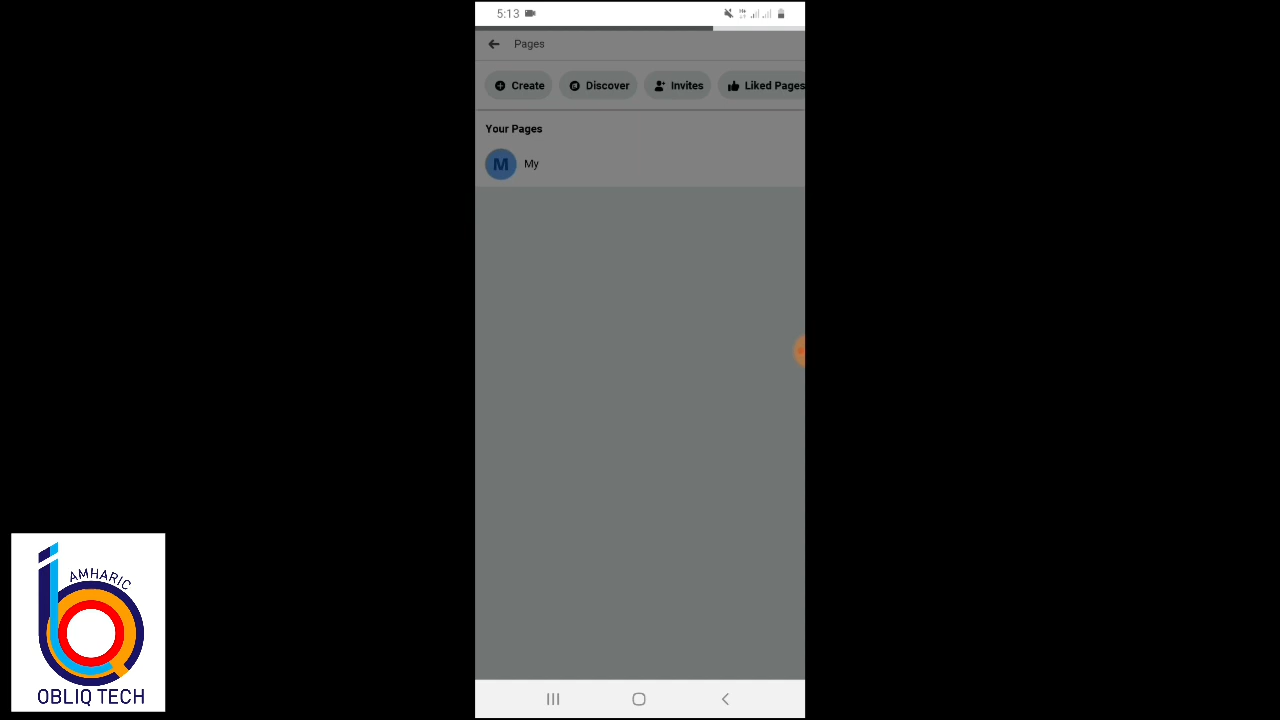 5:13
Pages
Create
Discover
Invites
Liked Pages
Your Pages
M
My
AMHARIC
OBLIQ TECH